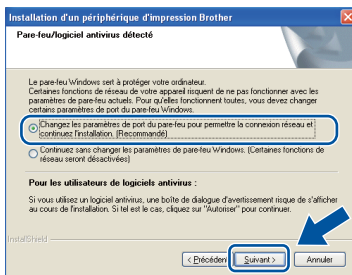 Installation d'un périphérique d'impression Brother
Pare-feu/logiciel antivirus détecté
Le pare-feu Windows sert à protéger votre ordinateur.
Certaines fonctions de réseau de votre appareil risquent de ne pas fonctionner avec les
paramètres de pare-feu actuels. Pour qu'elles fonctionnent toutes, vous devez changer
certains paramètres de port du pare-feu Windows.
Changez les paramètres de port du pare-feu pour permettre la connexion réseau et
continuez l'installation. (Recommandé)
Continuez sans changer les paramètres de pare-feu Windows. (Certaines fonctions de
réseau seront désactivées)
Pour les utilisateurs de logiciels antivirus :
Si vous utilisez un logiciel antivirus, une boîte de dialogue d'avertissement risque de s'afficher
au cours de l'installation. Si tel est le cas, cliquez sur "Autoriser" pour continuer.
InstallShield
< Précédent Suivant > Annuler